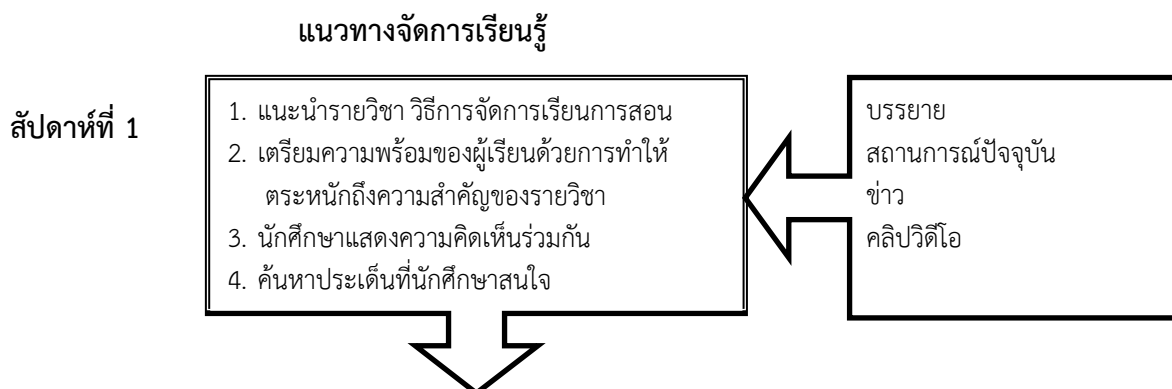 แนวทางจัดการเรียนรู้
สัปดาห์ที่ 1
1. แนะนำรายวิชา วิธีการจัดการเรียนการสอน
2. เตรียมความพร้อมของผู้เรียนด้วยการทำให้
ตระหนักถึงความสำคัญของรายวิชา
3. นักศึกษาแสดงความคิดเห็นร่วมกัน
4. ค้นหาประเด็นที่นักศึกษาสนใจ
บรรยาย
สถานการณ์ปัจจุบัน
ข่าว
คลิปวิดีโอ